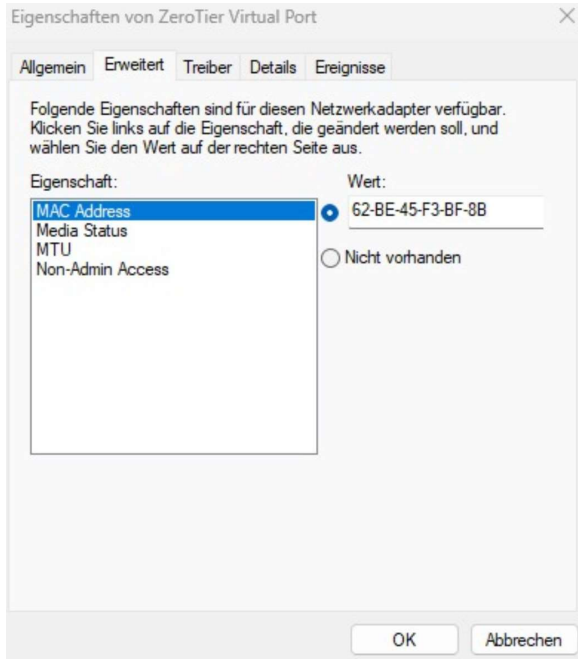 Eigenschaften von ZeroTier Virtual Port
Allgemein Erweitert Treiber Details Ereignisse
Folgende Eigenschaften sind für diesen Netzwerkadapter verfügbar.
Klicken Sie links auf die Eigenschaft, die geändert werden soll, und
wählen Sie den Wert auf der rechten Seite aus.
Eigenschaft: Wert:
MAC Address 62-BE-45-F3-BF-8B
Media Status
MTU Nicht vorhanden
Non-Admin Access
OK Abbrechen